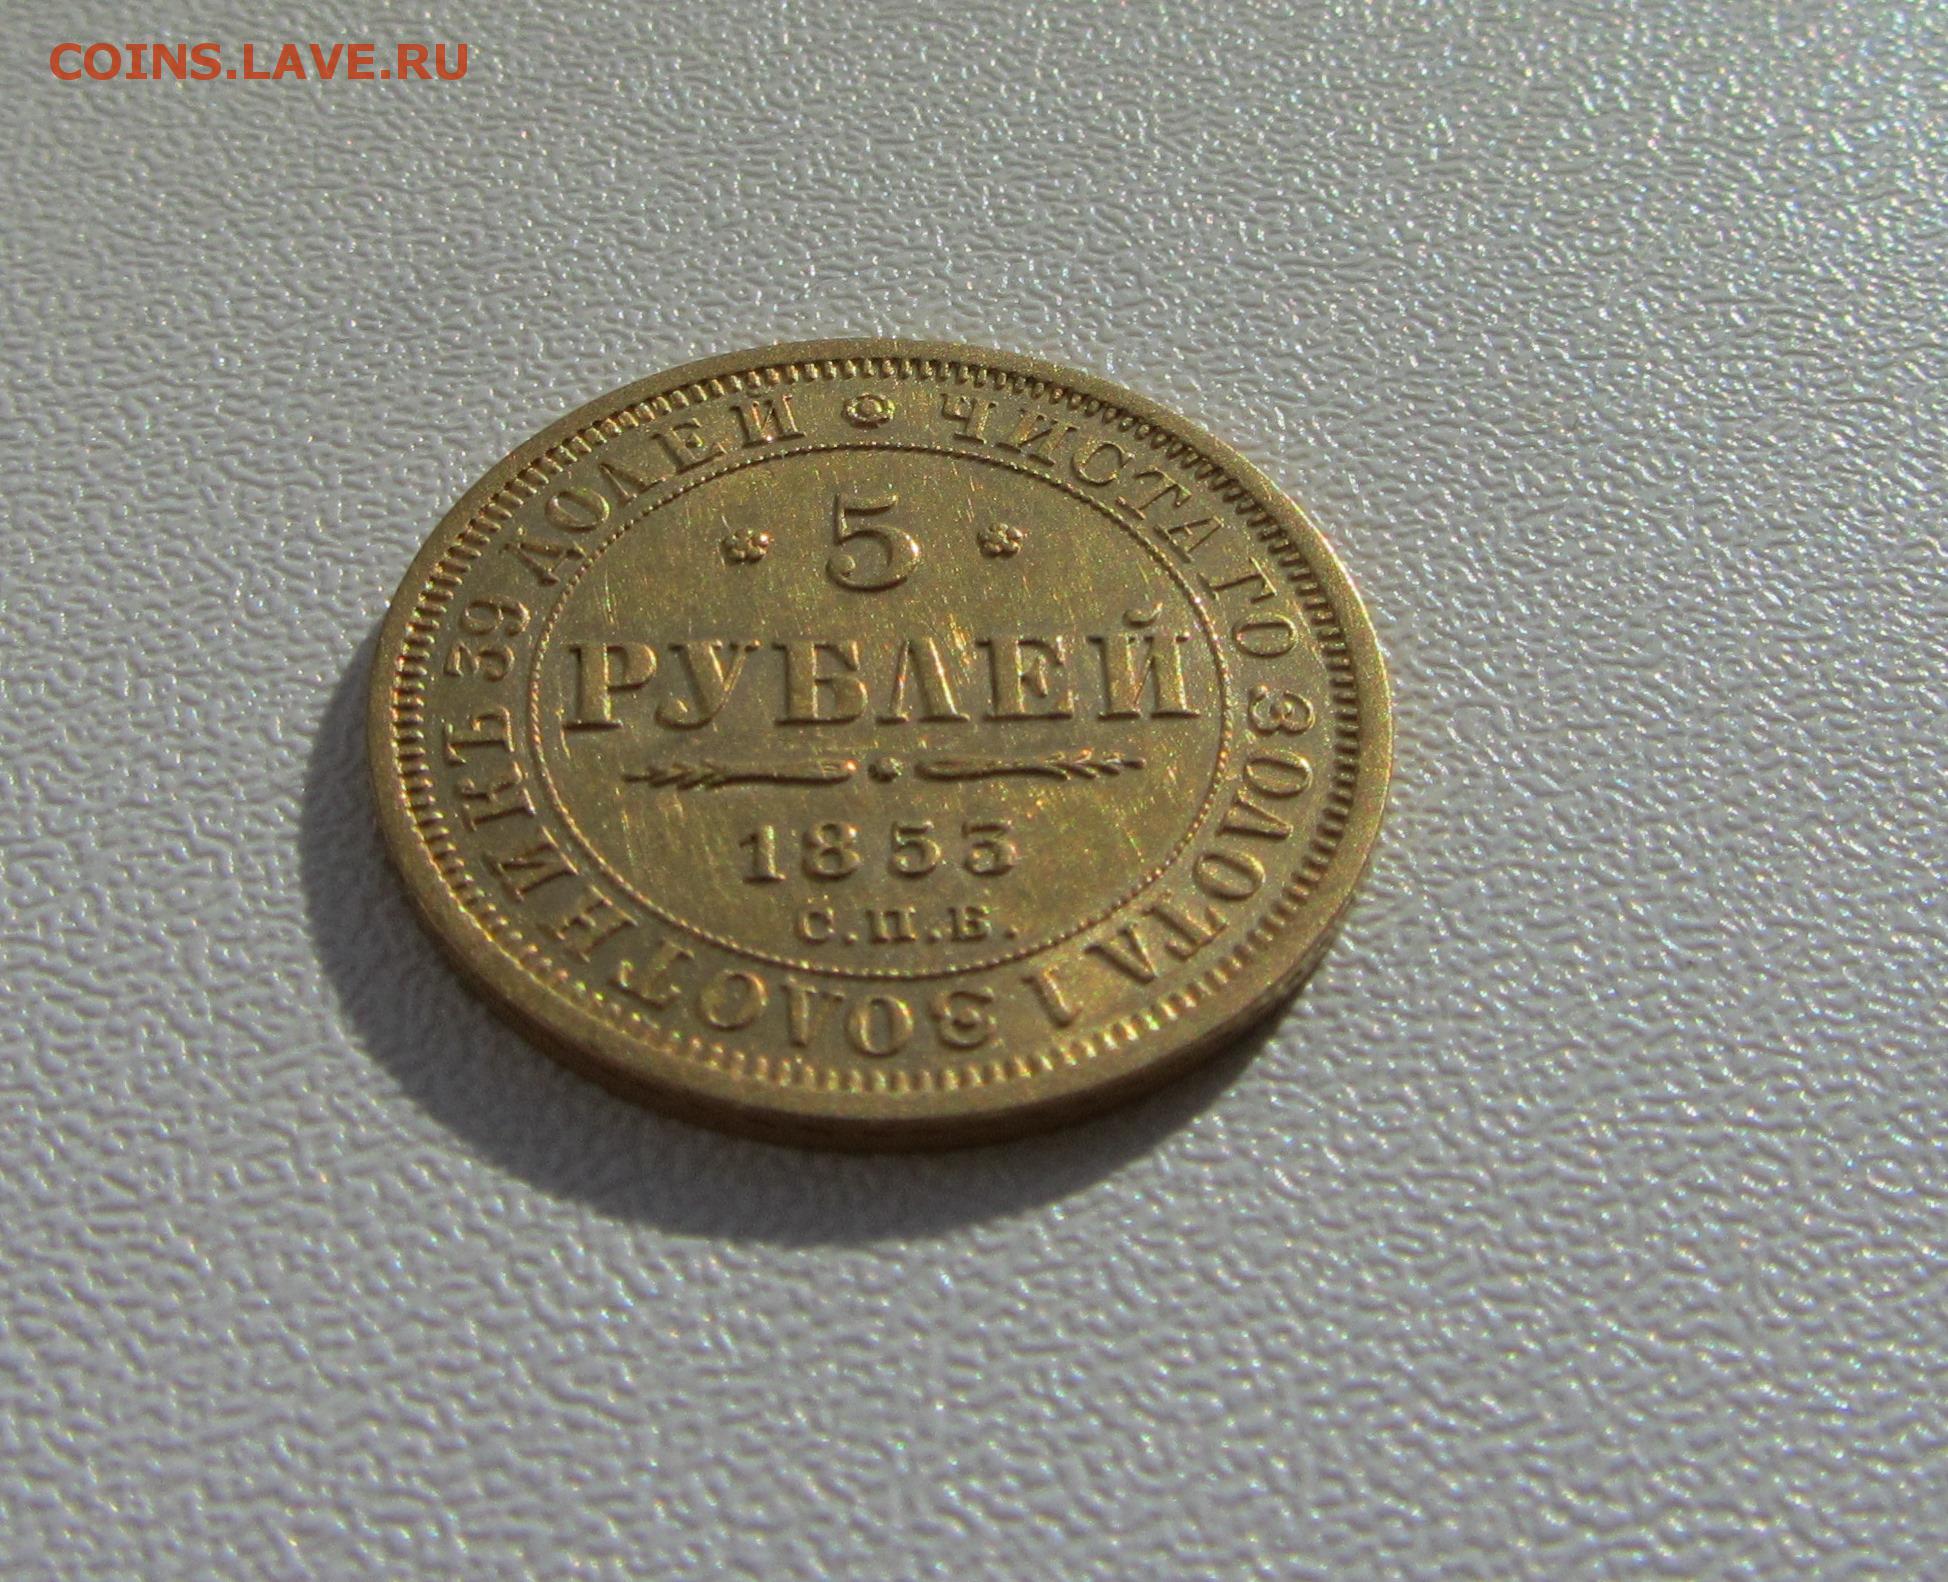 COINS.LAVE.RU
ЧИСТАГО ЗОЛОТА 1 ЗОЛОТНИКЪ 39 ДОЛЕЙ
5
РУБЛЕЙ
1853
С.П.Б.